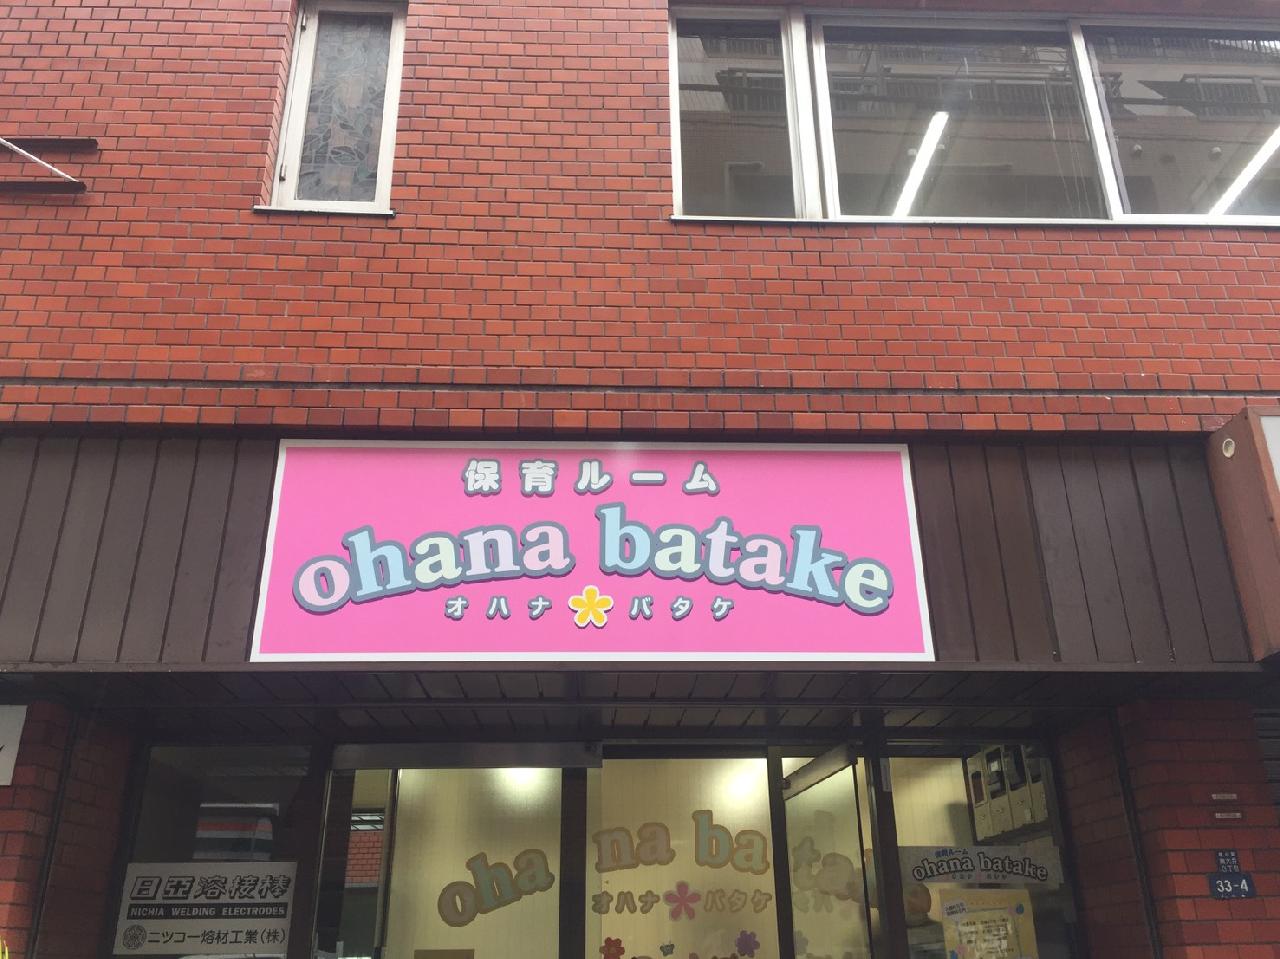 保育ルーム
ohana batake
オハナ バタケ
ohana bata
オハナ バタケ
保育ルーム
ohana batake
日亞溶接棒
NICHIA WELDING ELECTRODES
ニツコー熔材工業(株)
33-4